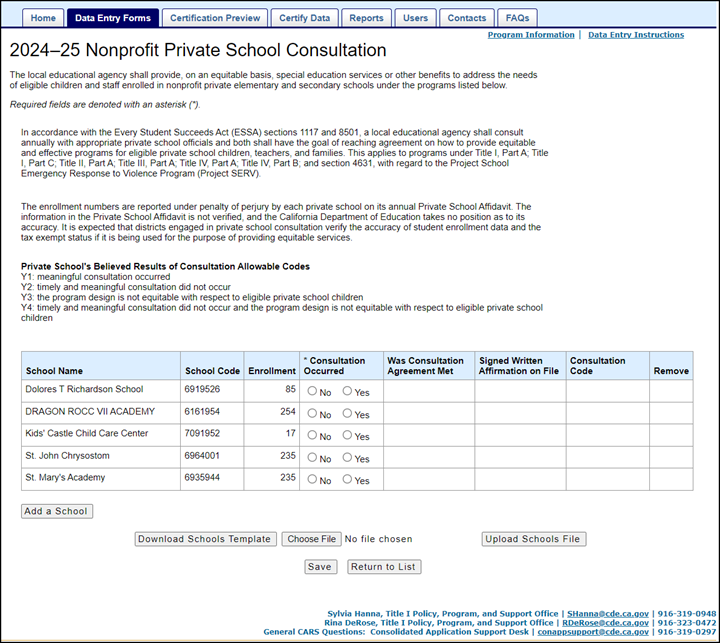 Home Data Entry Forms Certification Preview Certify Data Reports Users Contacts FAQs
Program Information | Data Entry Instructions
2024–25 Nonprofit Private School Consultation
The local educational agency shall provide, on an equitable basis, special education services or other benefits to address the needs
of eligible children and staff enrolled in nonprofit private elementary and secondary schools under the programs listed below.
Required fields are denoted with an asterisk (*).
In accordance with the Every Student Succeeds Act (ESSA) sections 1117 and 8501, a local educational agency shall consult
annually with appropriate private school officials and both shall have the goal of reaching agreement on how to provide equitable
and effective programs for eligible private school children, teachers, and families. This applies to programs under Title I, Part A; Title
I, Part C; Title II, Part A; Title III, Part A; Title IV, Part A; Title IV, Part B; and section 4631, with regard to the Project School
Emergency Response to Violence Program (Project SERV).
The enrollment numbers are reported under penalty of perjury by each private school on its annual Private School Affidavit. The
information in the Private School Affidavit is not verified, and the California Department of Education takes no position as to its
accuracy. It is expected that districts engaged in private school consultation verify the accuracy of student enrollment data and the
tax exempt status if it is being used for the purpose of providing equitable services.
Private School's Believed Results of Consultation Allowable Codes
Y1: meaningful consultation occurred
Y2: timely and meaningful consultation did not occur
Y3: the program design is not equitable with respect to eligible private school children
Y4: timely and meaningful consultation did not occur and the program design is not equitable with respect to eligible private school
children
School Name School Code Enrollment * Consultation Occurred Was Consultation Agreement Met Signed Written Affirmation on File Consultation Code Remove
Dolores T Richardson School 6919526 85 No Yes
DRAGON ROCC VII ACADEMY 6161954 254 No Yes
Kids' Castle Child Care Center 7091952 17 No Yes
St. John Chrysostom 6964001 235 No Yes
St. Mary's Academy 6935944 235 No Yes
Add a School
Download Schools Template Choose File No file chosen Upload Schools File
Save Return to List
Sylvia Hanna, Title I Policy, Program, and Support Office | SHanna@cde.ca.gov | 916-319-0948
Rina DeRose, Title I Policy, Program, and Support Office | RDeRose@cde.ca.gov | 916-323-0472
General CARS Questions: Consolidated Application Support Desk | conappsupport@cde.ca.gov | 916-319-0297